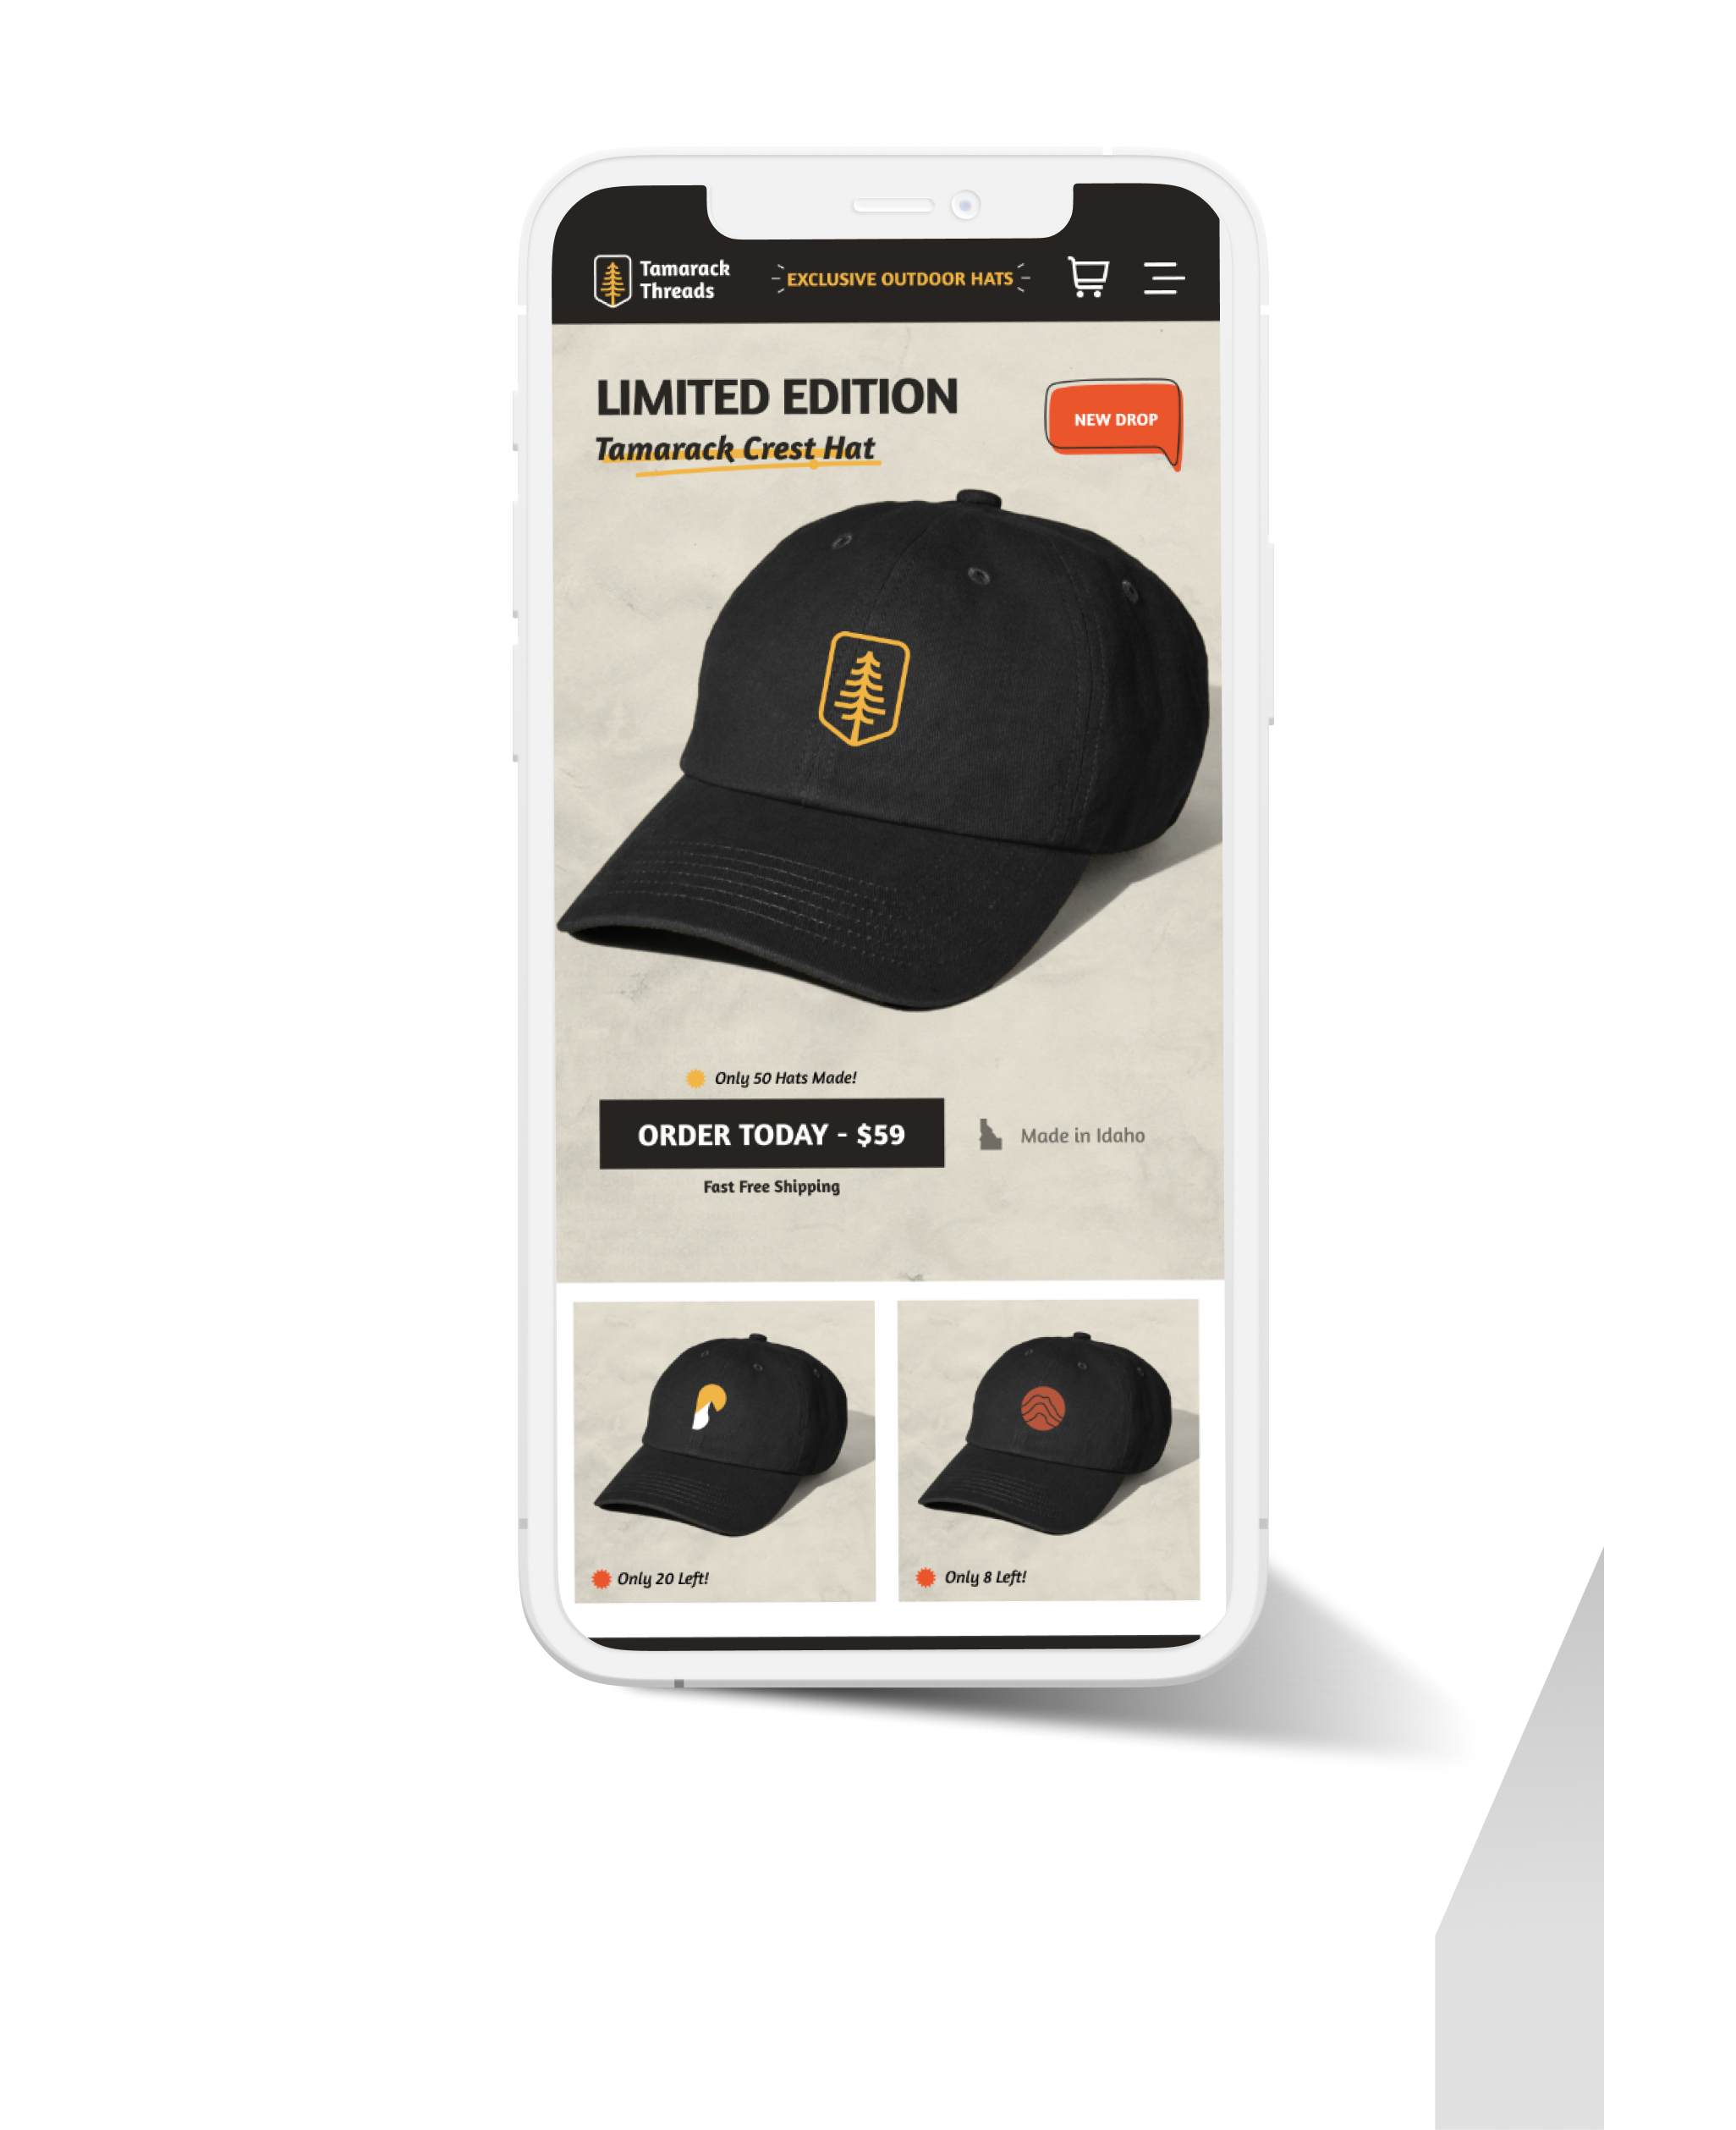 Tamarack
Threads
EXCLUSIVE OUTDOOR HATS
LIMITED EDITION
Tamarack Crest Hat
NEW DROP
Only 50 Hats Made!
ORDER TODAY - $59
Made in Idaho
Fast Free Shipping
Only 20 Left!
Only 8 Left!